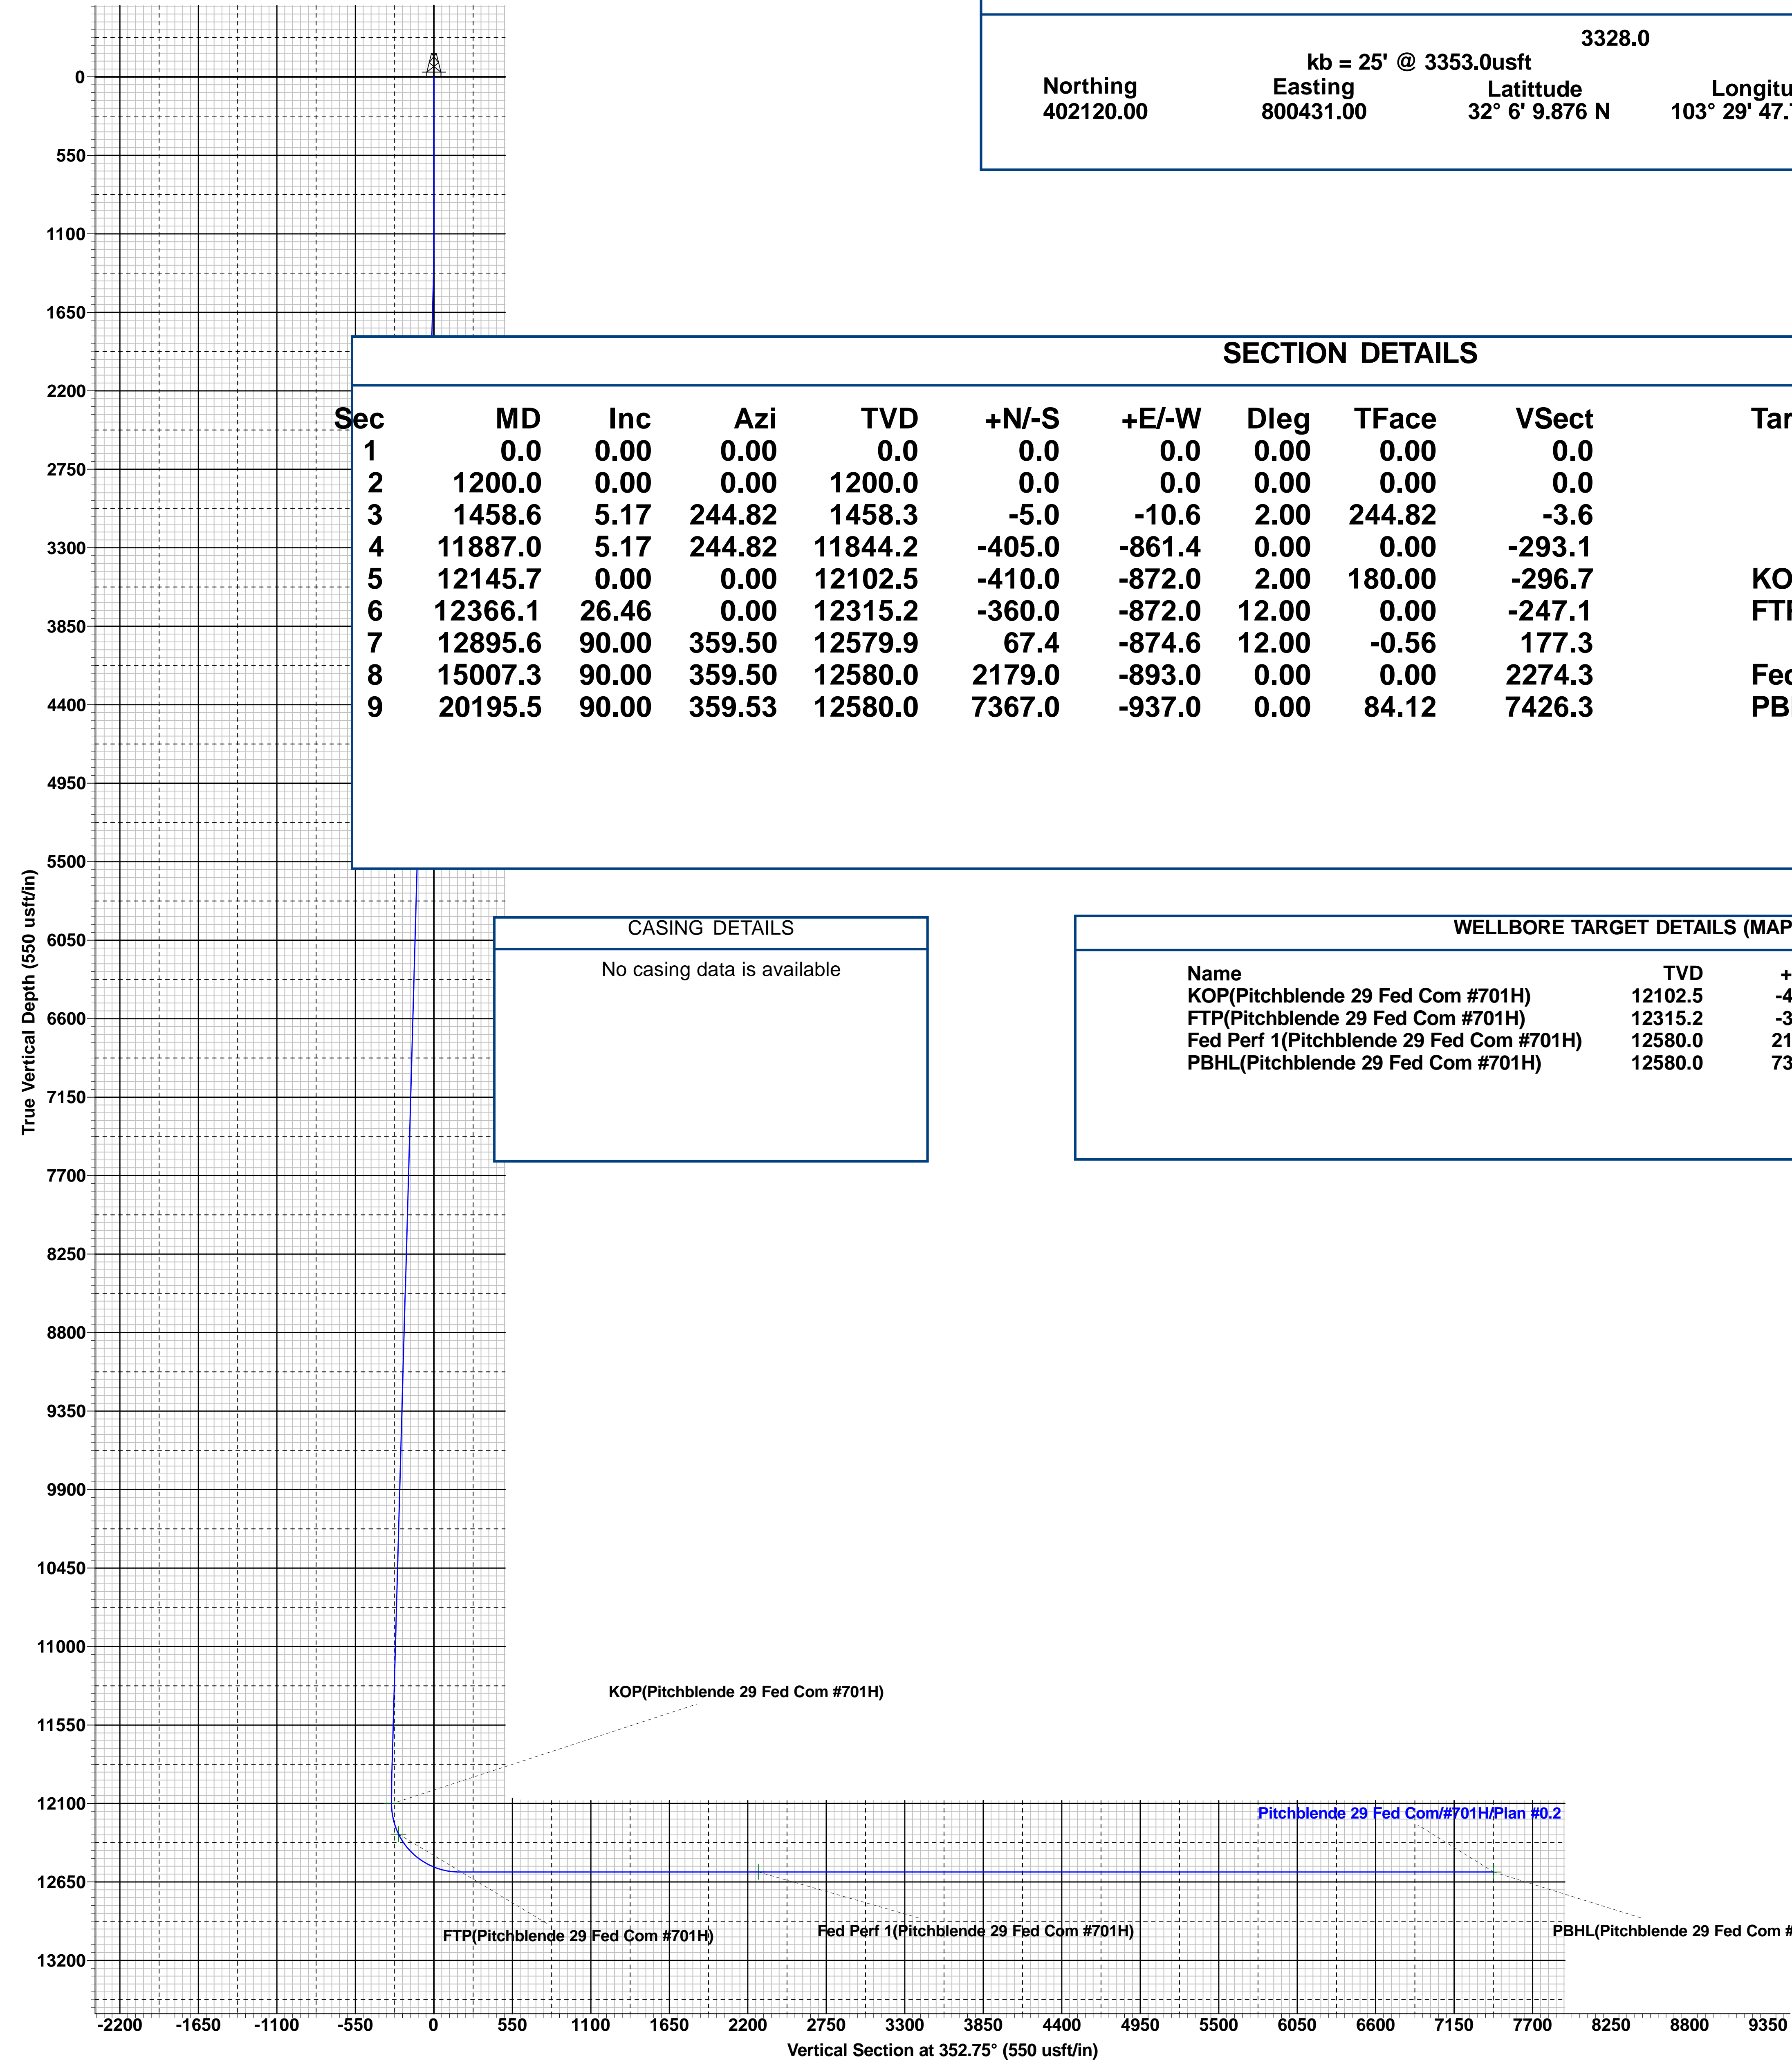 3328.0
kb = 25' @ 3353.0usft
Northing Easting Latittude
402120.00 800431.00 32° 6' 9.876 N 103° 29'
SECTION DETAILS
Sec MD Inc Azi TVD +N/-S +E/-W Dleg TFace VSect
1 0.0 0.00 0.00 0.0 0.0 0.0 0.00 0.00 0.0
2 1200.0 0.00 0.00 1200.0 0.0 0.0 0.00 0.00 0.0
3 1458.6 5.17 244.82 1458.3 -5.0 -10.6 2.00 244.82 -3.6
4 11887.0 5.17 244.82 11844.2 -405.0 -861.4 0.00 0.00 -293.1
5 12145.7 0.00 0.00 12102.5 -410.0 -872.0 2.00 180.00 -296.7
6 12366.1 26.46 0.00 12315.2 -360.0 -872.0 12.00 0.00 -247.1
7 12895.6 90.00 359.50 12579.9 67.4 -874.6 12.00 -0.56 177.3
8 15007.3 90.00 359.50 12580.0 2179.0 -893.0 0.00 0.00 2274.3
9 20195.5 90.00 359.53 12580.0 7367.0 -937.0 0.00 84.12 7426.3
CASING DETAILS
No casing data is available
WELLBORE TARGET DETAILS (MAP
Name TVD
KOP(Pitchblende 29 Fed Com #701H) 12102.5
FTP(Pitchblende 29 Fed Com #701H) 12315.2
Fed Perf 1(Pitchblende 29 Fed Com #701H) 12580.0
PBHL(Pitchblende 29 Fed Com #701H) 12580.0
True Vertical Depth (550 usft/in)
0
550
1100
1650
2200
2750
3300
3850
4400
4950
5500
6050
6600
7150
7700
8250
8800
9350
9900
10450
11000
11550
12100
12650
13200
KOP(Pitchblende 29 Fed Com #701H)
Pitchblende 29 Fed Com/#701H/Plan #0.2
FTP(Pitchblende 29 Fed Com #701H)
Fed Perf 1(Pitchblende 29 Fed Com #701H)
PBHL(Pitchblende 29 Fed Com
-2200 -1650 -1100 -550 0 550 1100 1650 2200 2750 3300 3850 4400 4950 5500 6050 6600 7150 7700 8250 8800 9350
Vertical Section at 352.75° (550 usft/in)